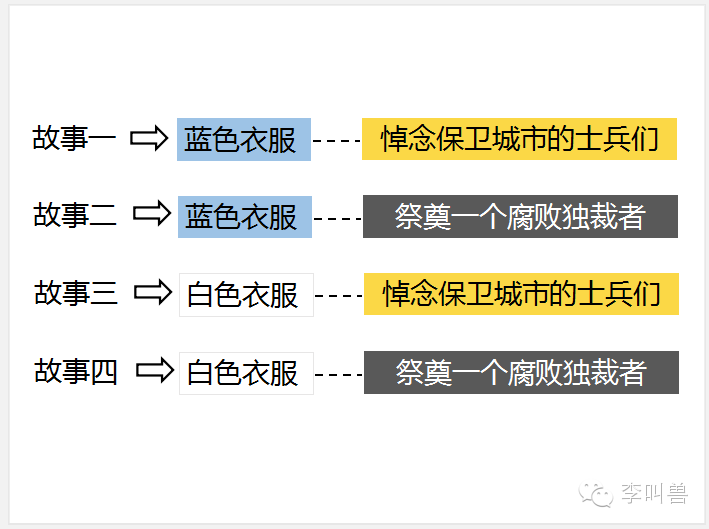 故事一 蓝色衣服 悼念保卫城市的士兵们
故事二 蓝色衣服 祭奠一个腐败独裁者
故事三 白色衣服 悼念保卫城市的士兵们
故事四 白色衣服 祭奠一个腐败独裁者
李叫兽